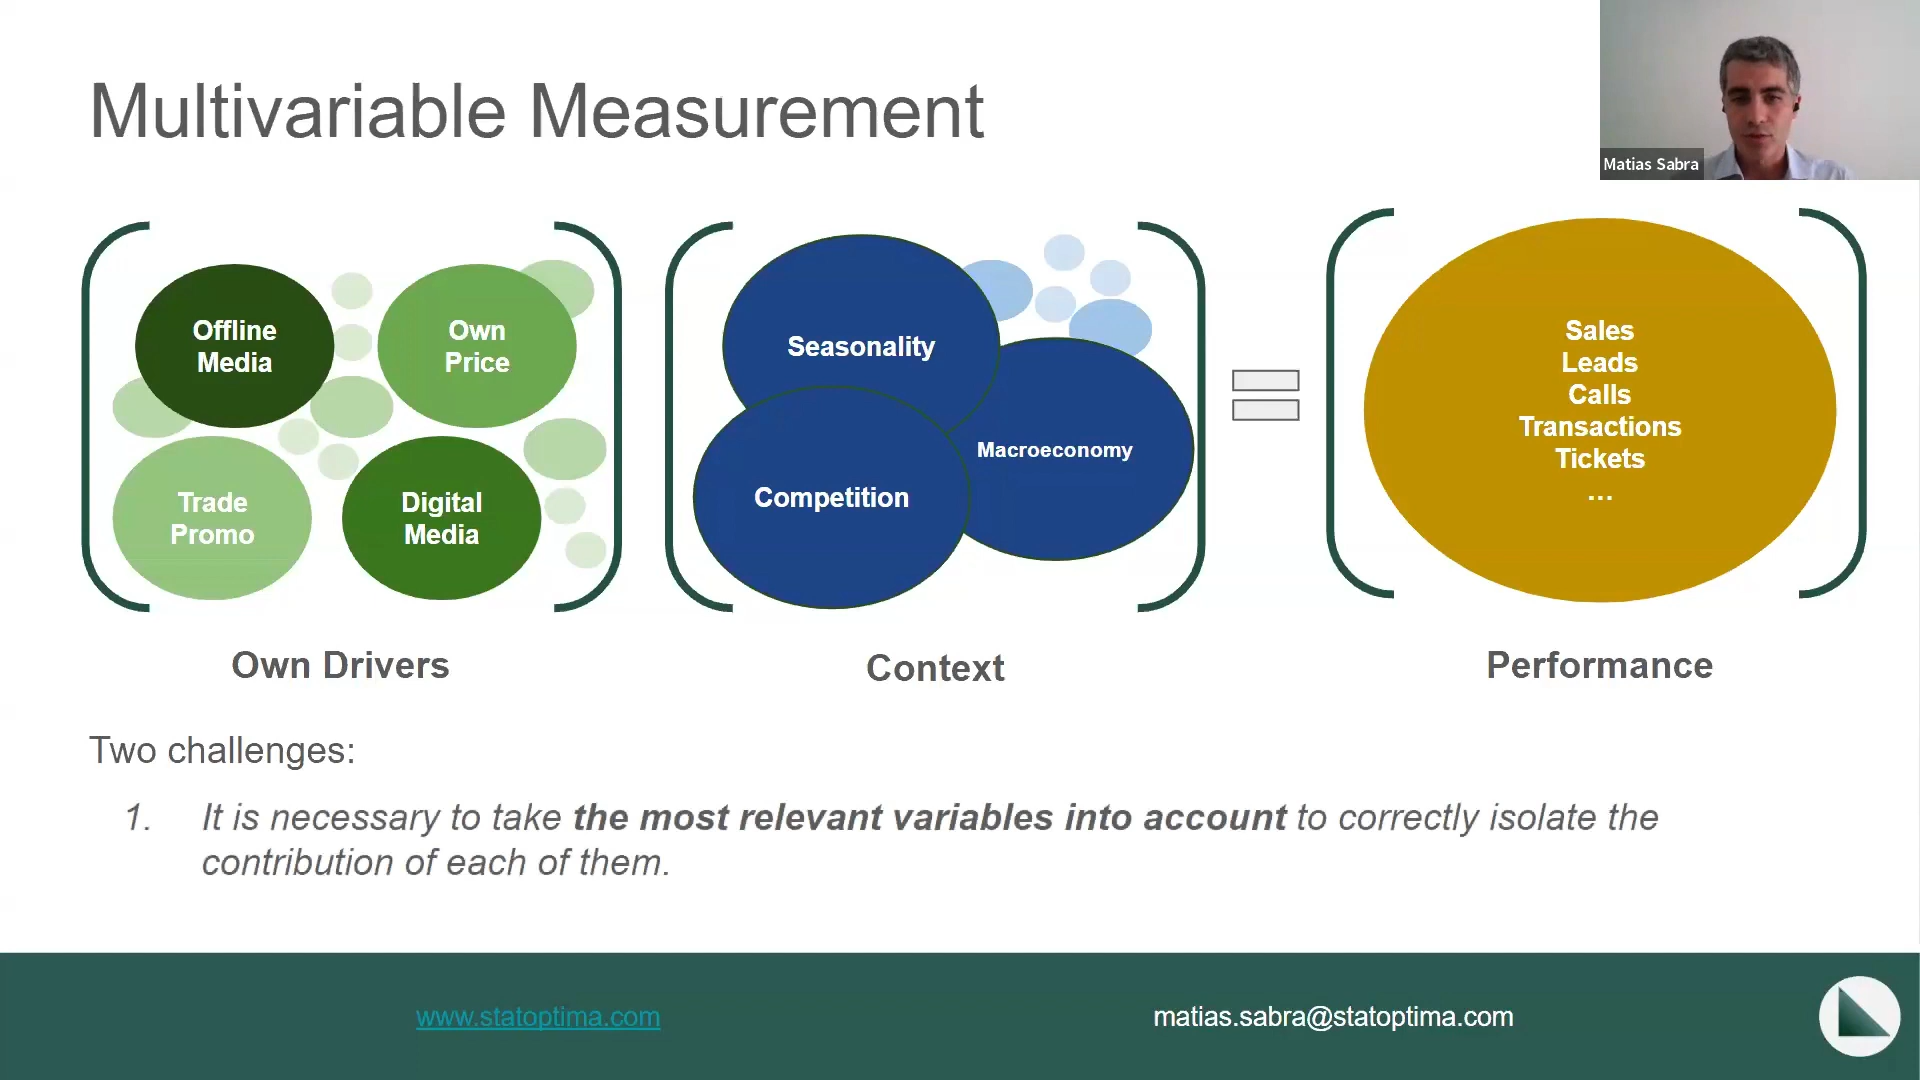 Multivariable Measurement
Matias Sabra
Offline
Media
Own
Price
Trade
Promo
Digital
Media
Seasonality
Macroeconomy
Competition
Sales
Leads
Calls
Transactions
Tickets
...
Own Drivers
Context
Performance
Two challenges:
1. It is necessary to take the most relevant variables into account to correctly isolate the
contribution of each of them.
www.statoptima.com
matias.sabra@statoptima.com